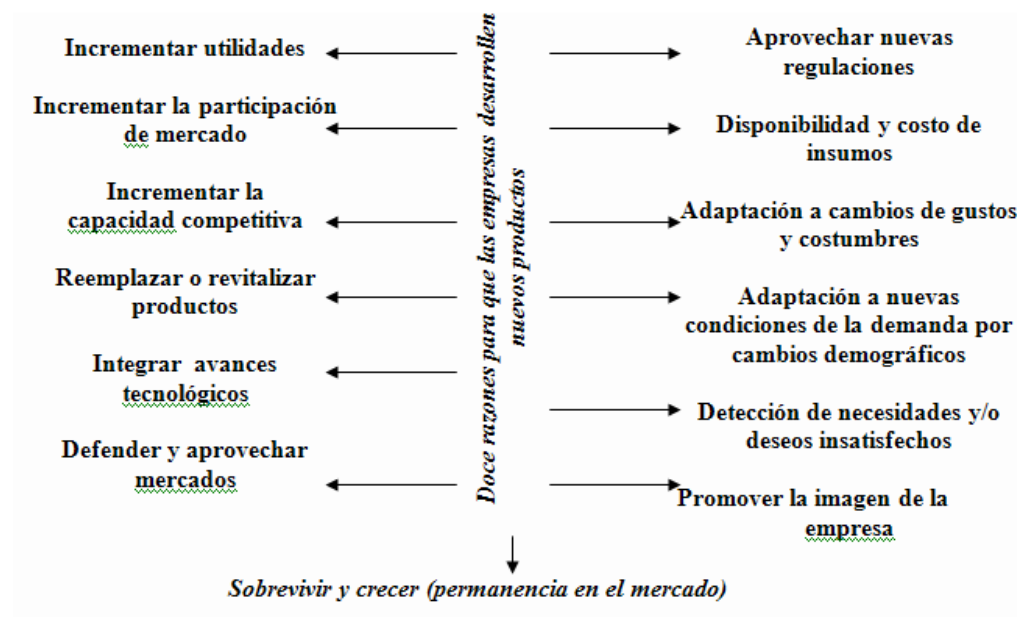 Incrementar utilidades
Incrementar la participación
de mercado
Incrementar la
capacidad competitiva
Reemplazar o revitalizar
productos
Integrar avances
tecnológicos
Defender y aprovechar
mercados
Doce razones para que las empresas desarrollen
nuevos productos
Aprovechar nuevas
regulaciones
Disponibilidad y costo de
insumos
Adaptación a cambios de gustos
y costumbres
Adaptación a nuevas
condiciones de la demanda por
cambios demográficos
Detección de necesidades y/o
deseos insatisfechos
Promover la imagen de la
empresa
Sobrevivir y crecer (permanencia en el mercado)